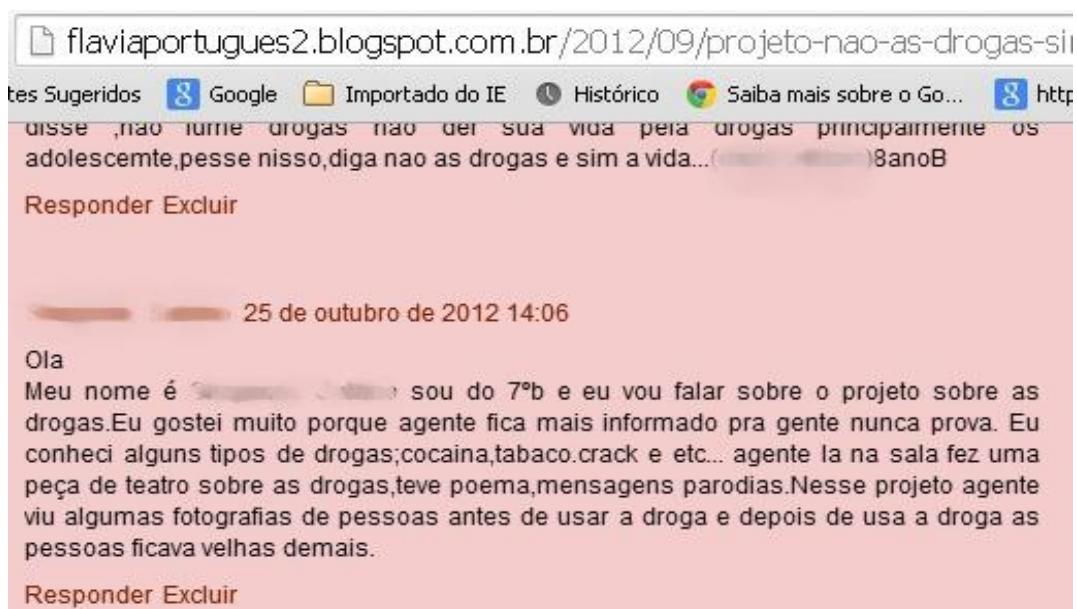 flaviaportugues2.blogspot.com.br/2012/09/projeto-nao-as-drogas-sin
tes Sugeridos Google Importado do IE Histórico Saiba mais sobre o Go... http
disse ,não fume drogas não dei sua vida pela drogas principalmente os
adolescemte,pesse nisso,diga nao as drogas e sim a vida...( )8anoB
Responder Excluir
25 de outubro de 2012 14:06
Ola
Meu nome é sou do 7ºb e eu vou falar sobre o projeto sobre as
drogas.Eu gostei muito porque agente fica mais informado pra gente nunca prova. Eu
conheci alguns tipos de drogas;cocaina,tabaco.crack e etc... agente la na sala fez uma
peça de teatro sobre as drogas,teve poema,mensagens parodias.Nesse projeto agente
viu algumas fotografias de pessoas antes de usar a droga e depois de usa a droga as
pessoas ficava velhas demais.
Responder Excluir